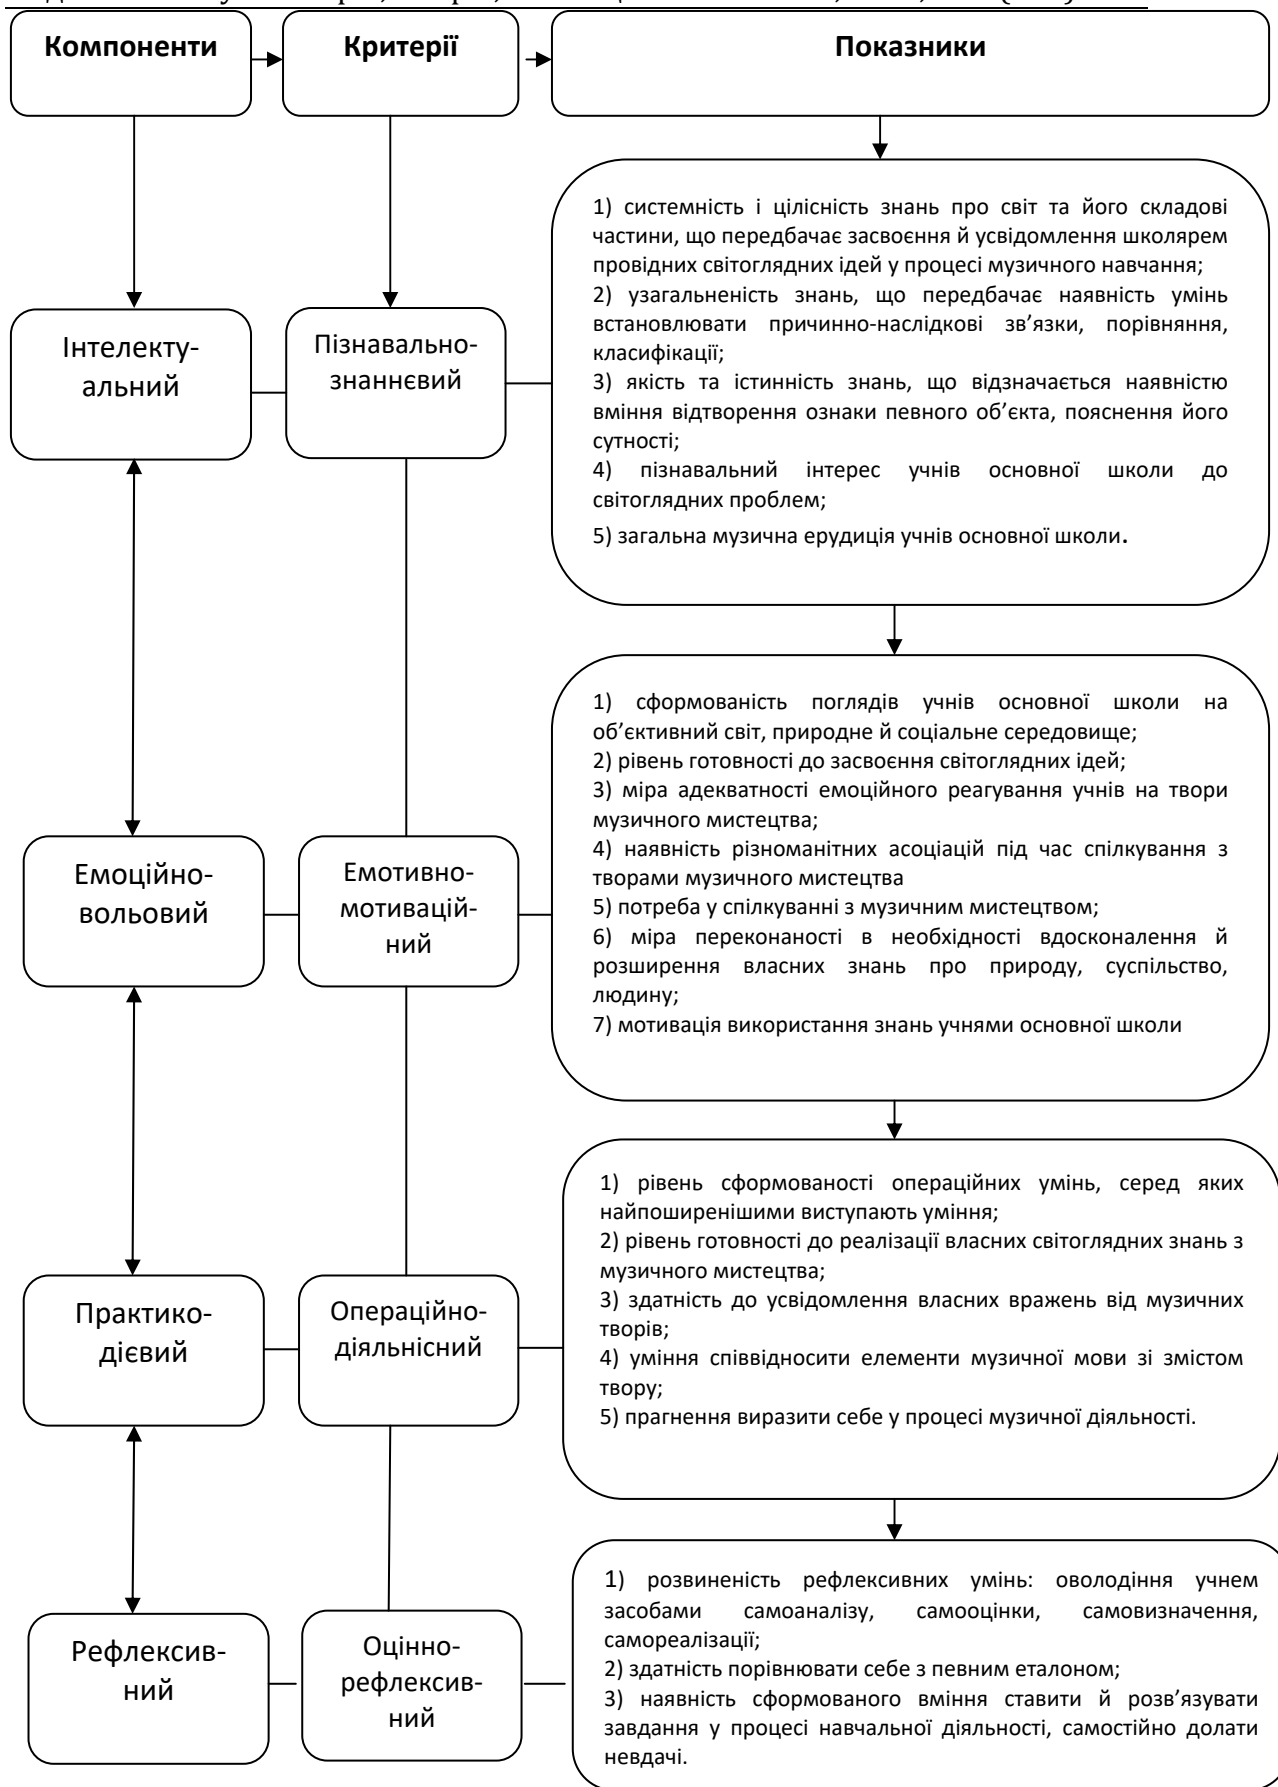 Компоненти
Критерії
Показники
1) системність і цілісність знань про світ та його складові
частини, що передбачає засвоєння й усвідомлення школярем
провідних світоглядних ідей у процесі музичного навчання;
2) узагальненість знань, що передбачає наявність умінь
встановлювати причинно-наслідкові зв’язки, порівняння,
класифікації;
3) якість та істинність знань, що відзначається наявністю
вміння відтворення ознаки певного об’єкта, пояснення його
сутності;
4) пізнавальний інтерес учнів основної школи до
світоглядних проблем;
5) загальна музична ерудиція учнів основної школи.
Інтелекту-
альний
Пізнавально-
знаннєвий
1) сформованість поглядів учнів основної школи на
об’єктивний світ, природне й соціальне середовище;
2) рівень готовності до засвоєння світоглядних ідей;
3) міра адекватності емоційного реагування учнів на твори
музичного мистецтва;
4) наявність різноманітних асоціацій під час спілкування з
творами музичного мистецтва
5) потреба у спілкуванні з музичним мистецтвом;
6) міра переконаності в необхідності вдосконалення й
розширення власних знань про природу, суспільство,
людину;
7) мотивація використання знань учнями основної школи
Емоційно-
вольовий
Емотивно-
мотивацій-
ний
1) рівень сформованості операційних умінь, серед яких
найпоширенішими виступають уміння;
2) рівень готовності до реалізації власних світоглядних знань з
музичного мистецтва;
3) здатність до усвідомлення власних вражень від музичних
творів;
4) уміння співвідносити елементи музичної мови зі змістом
твору;
5) прагнення виразити себе у процесі музичної діяльності.
Практико-
дієвий
Операційно-
діяльнісний
1) розвиненість рефлексивних умінь: оволодіння учнем
засобами самоаналізу, самооцінки, самовизначення,
самореалізації;
2) здатність порівнювати себе з певним еталоном;
3) наявність сформованого вміння ставити й розв’язувати
завдання у процесі навчальної діяльності, самостійно долати
невдачі.
Рефлексив-
ний
Оцінно-
рефлексив-
ний